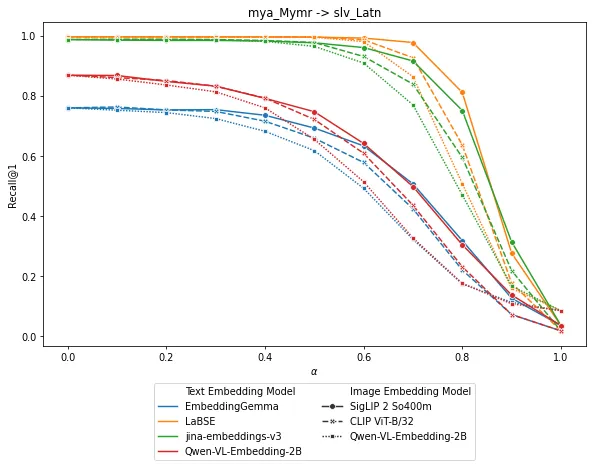 mya_Mymr -> slv_Latn
Recall@1
1.0
0.8
0.6
0.4
0.2
0.0
0.0 0.2 0.4 0.6 0.8 1.0
α
Text Embedding Model Image Embedding Model
EmbeddingGemma SigLIP 2 So400m
LaBSE CLIP ViT-B/32
jina-embeddings-v3 Qwen-VL-Embedding-2B
Qwen-VL-Embedding-2B